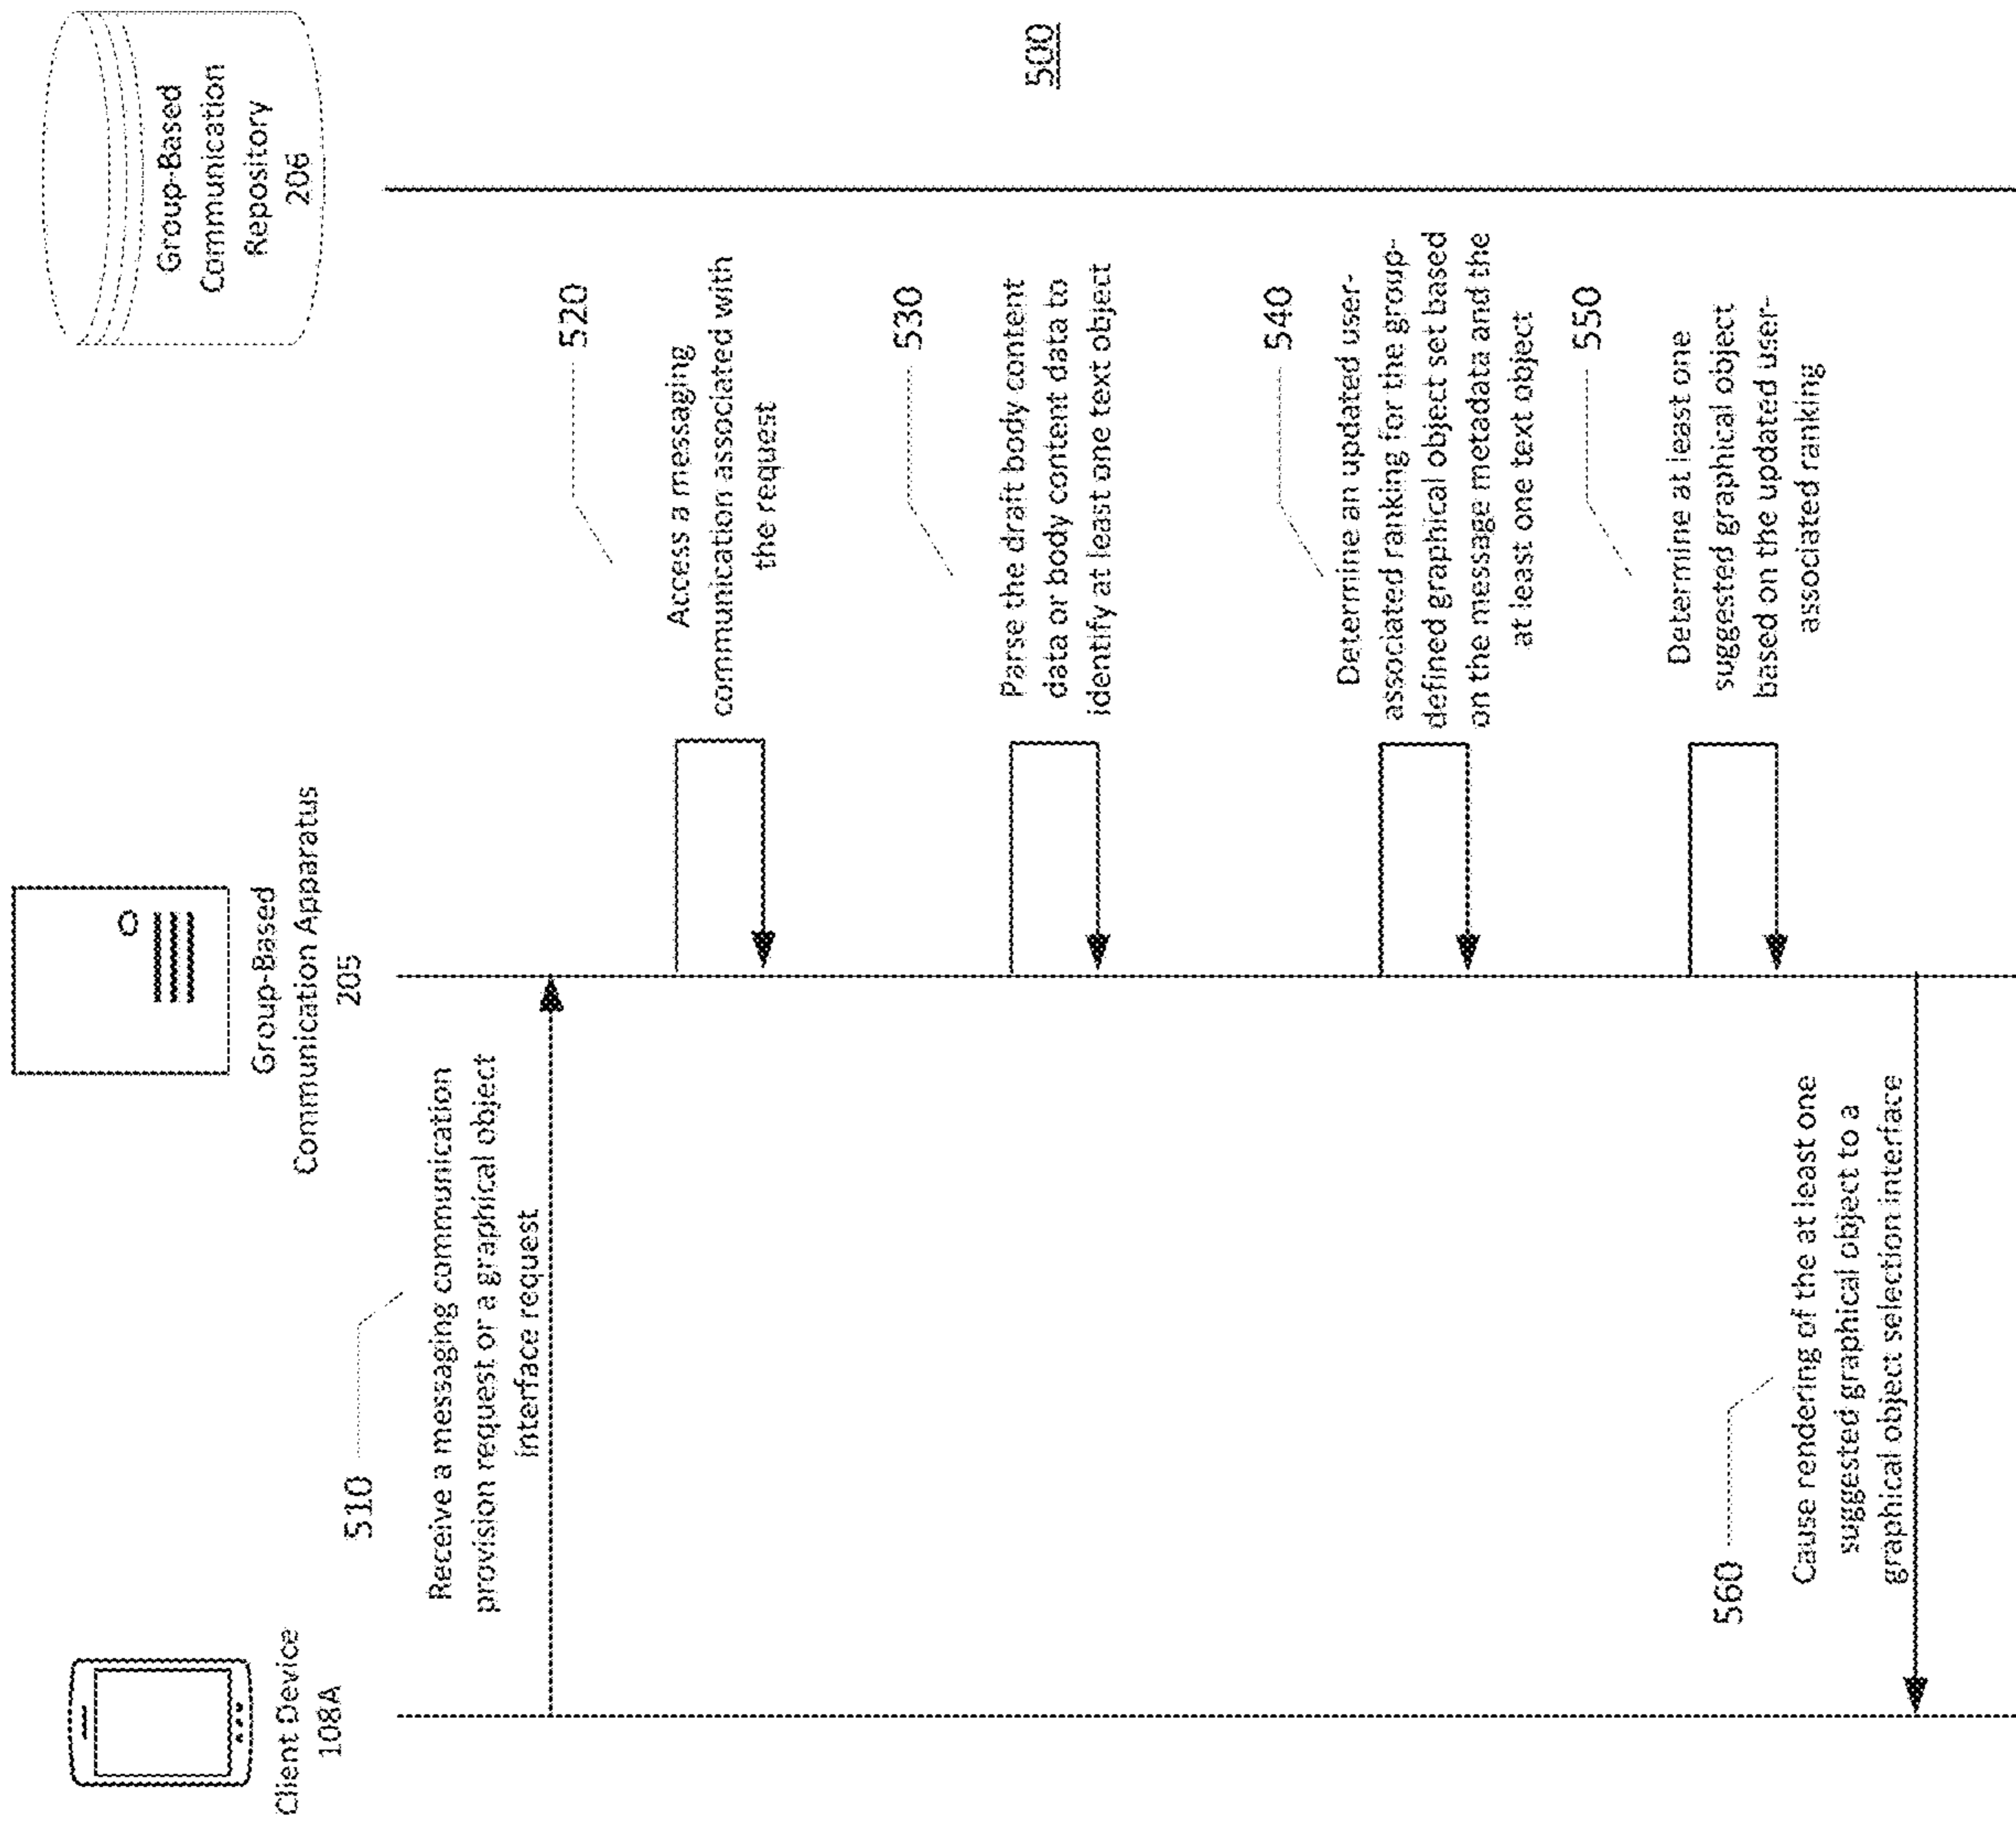 Client Device
108A
Group-Based
Communication Apparatus
205
Group-Based
Communication
Repository
206
510
Receive a messaging communication
provision request or a graphical object
interface request
520
Access a messaging
communication associated with
the request
530
Parse the draft body content
data or body content data to
identify at least one text object
540
Determine an updated user-
associated ranking for the group-
defined graphical object set based
on the message metadata and the
at least one text object
550
Determine at least one
suggested graphical object
based on the updated user-
associated ranking
560
Cause rendering of the at least one
suggested graphical object to a
graphical object selection interface
500